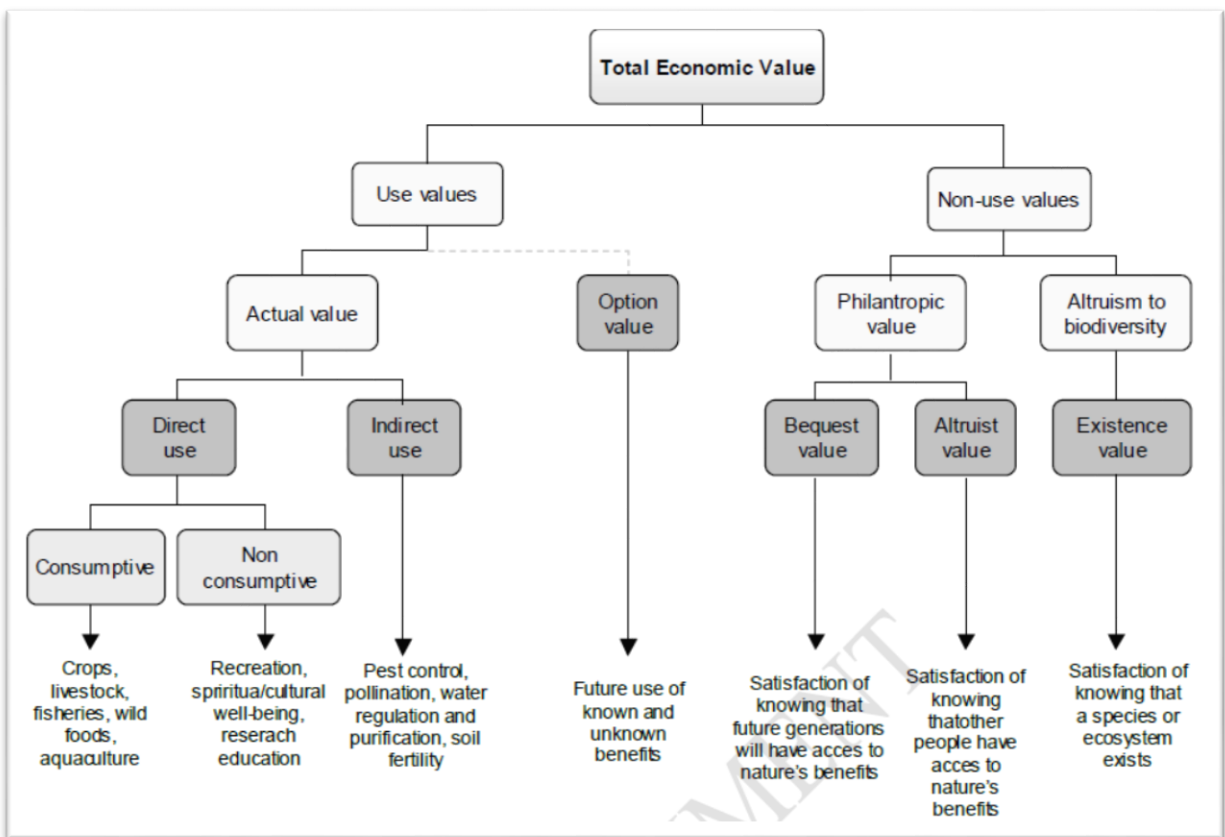 Total Economic Value
Use values
Non-use values
Actual value
Option
value
Philantropic
value
Altruism to
biodiversity
Direct
use
Indirect
use
Bequest
value
Altruist
value
Existence
value
Consumptive
Non
consumptive
Crops,
livestock,
fisheries, wild
foods,
aquaculture
Recreation,
spriritua/cultural
well-being,
reserach
education
Pest control,
pollination, water
regulation and
purification, soil
fertility
Future use of
known and
unknown
benefits
Satisfaction of
knowing that
future generations
will have acces to
nature's benefits
Satisfaction of
knowing
thatother
people have
acces to
nature's
benefits
Satisfaction of
knowing that
a species or
ecosystem
exists